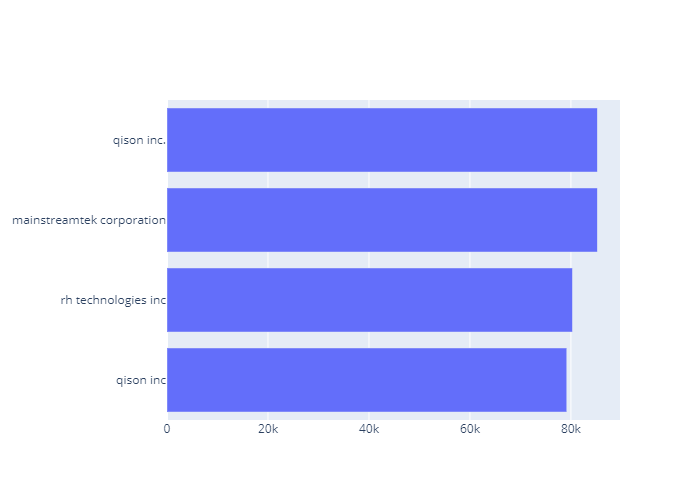 qison inc.
mainstreamtek corporation
rh technologies inc
qison inc
0 20k 40k 60k 80k